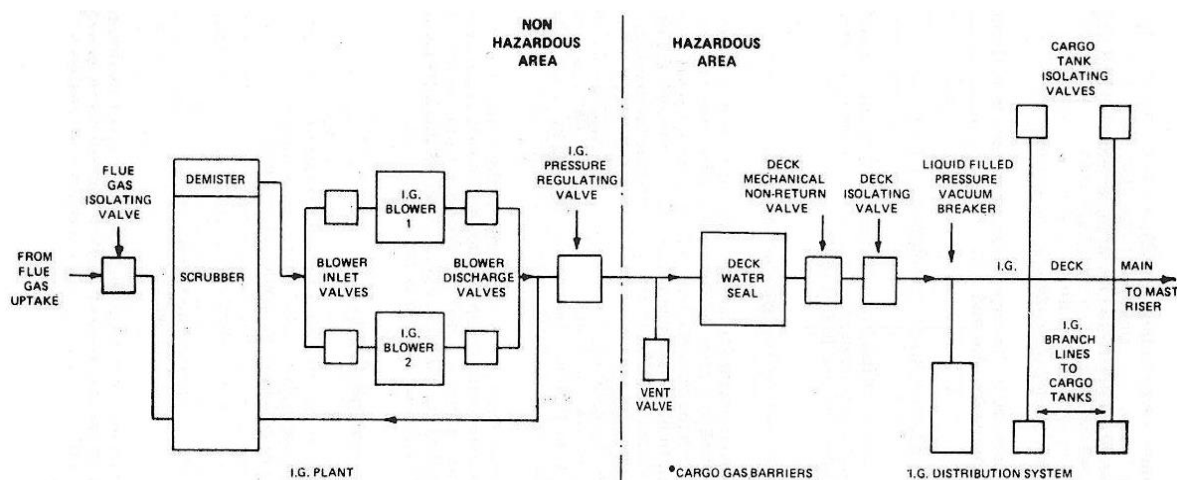 NON
HAZARDOUS
AREA
HAZARDOUS
AREA
CARGO
TANK
ISOLATING
VALVES
FLUE
GAS
ISOLATING
VALVE
DEMISTER
I.G.
BLOWER
1
I.G.
PRESSURE
REGULATING
VALVE
DECK
MECHANICAL
NON-RETURN
VALVE
DECK
ISOLATING
VALVE
LIQUID FILLED
PRESSURE
VACUUM
BREAKER
FROM
FLUE
GAS
UPTAKE
SCRUBBER
BLOWER
INLET
VALVES
BLOWER
DISCHARGE
VALVES
DECK
WATER
SEAL
I.G. DECK MAIN
TO MAST
RISER
I.G.
BLOWER
2
VENT
VALVE
I.G.
BRANCH
LINES
TO
CARGO
TANKS
I.G. PLANT
*CARGO GAS BARRIERS
I.G. DISTRIBUTION SYSTEM